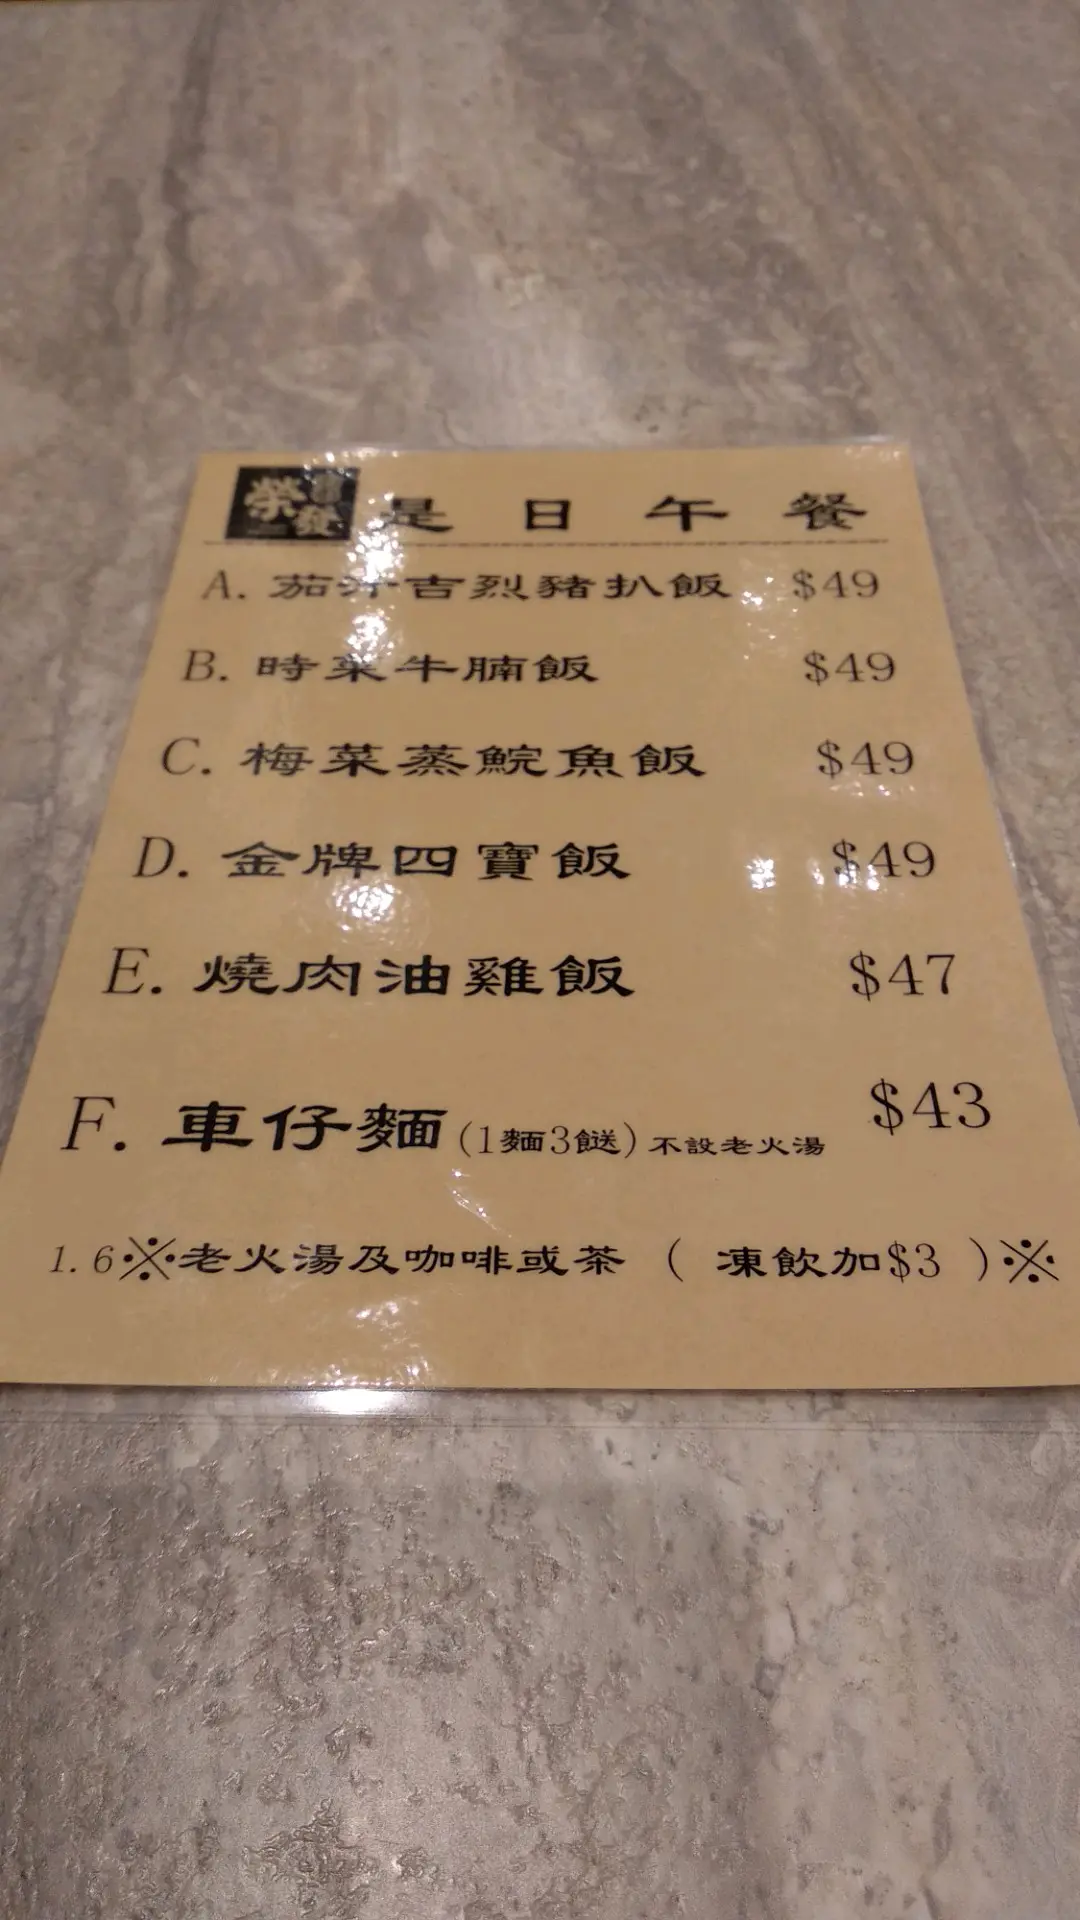 榮發 是日午餐
A. 茄汁吉烈豬扒飯 $49
B. 時菜牛腩飯 $49
C. 梅菜蒸鯇魚飯 $49
D. 金牌四寶飯 $49
E. 燒肉油雞飯 $47
F. 車仔麵 (1麵3餸) 不設老火湯 $43
1.6※老火湯及咖啡或茶 ( 凍飲加$3 )※